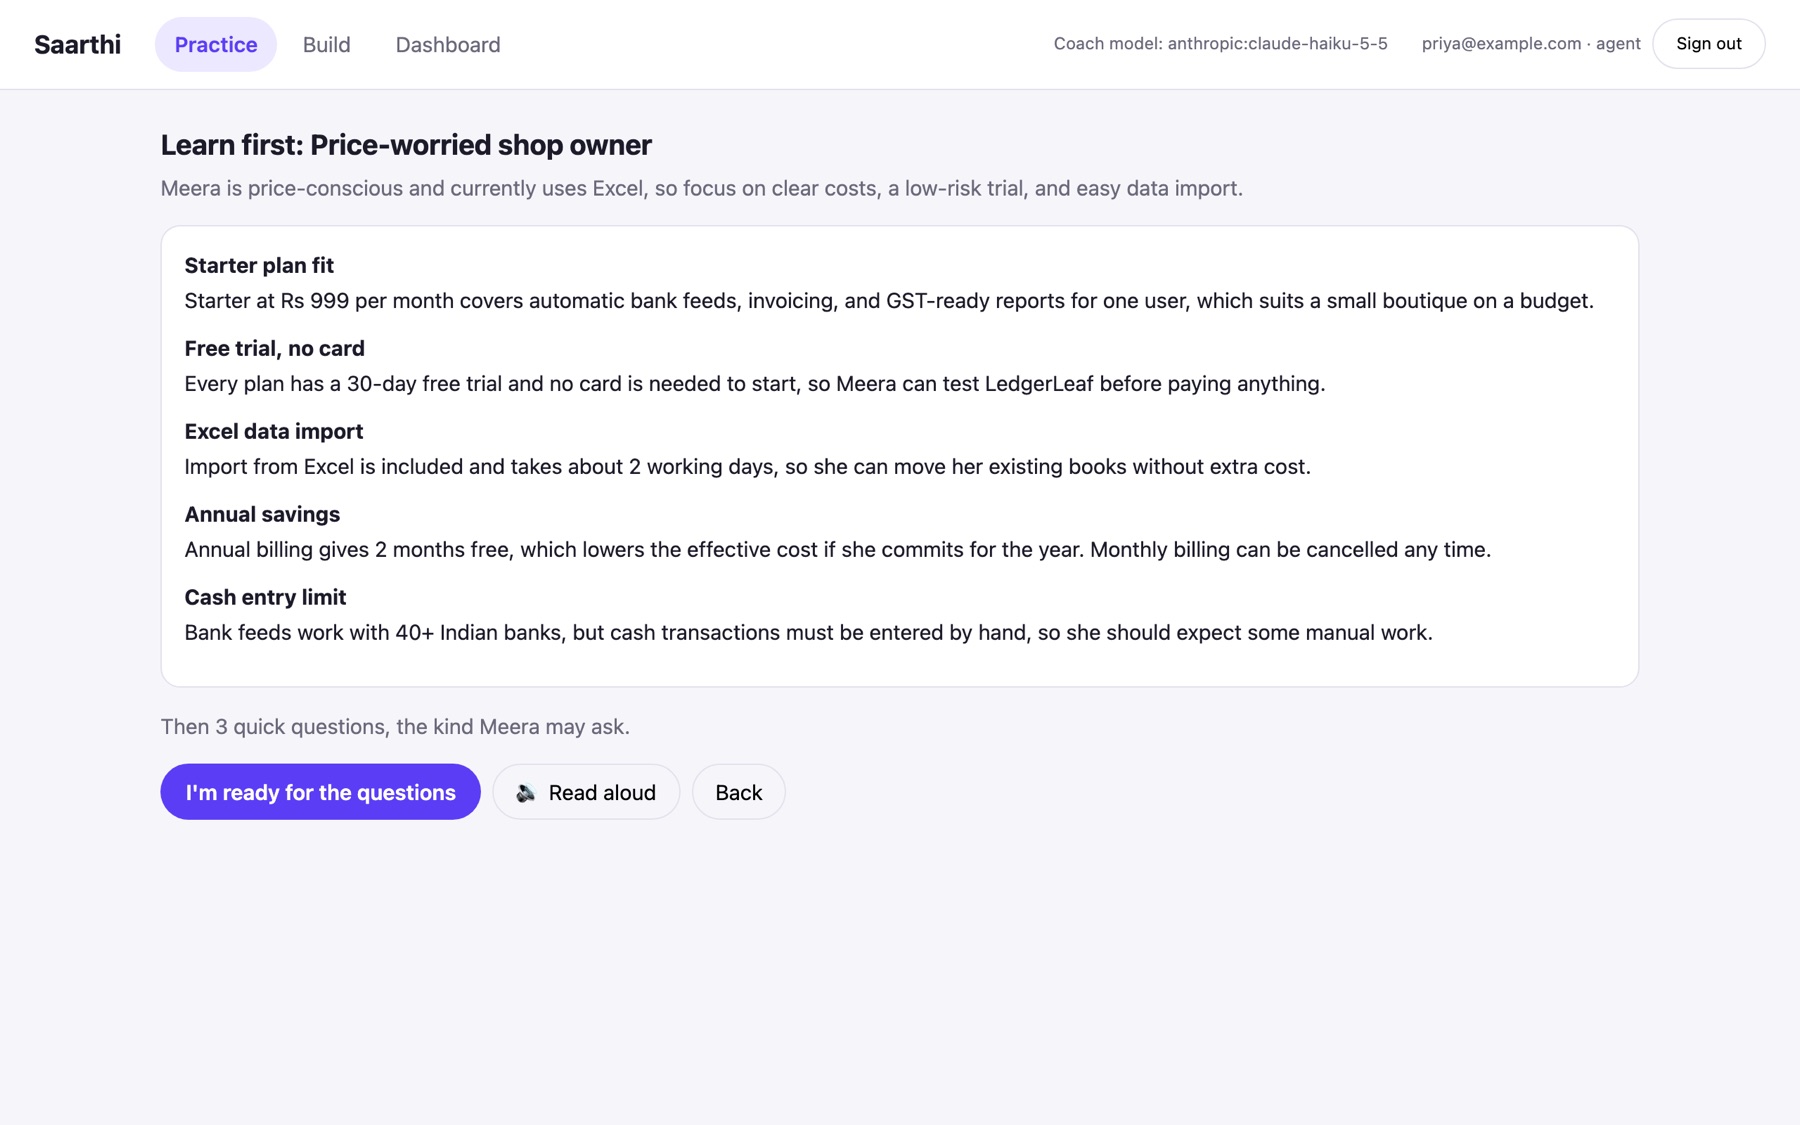 Saarthi
Practice
Build
Dashboard
Coach model: anthropic:claude-haiku-5-5
priya@example.com · agent
Sign out
Learn first: Price-worried shop owner
Meera is price-conscious and currently uses Excel, so focus on clear costs, a low-risk trial, and easy data import.
Starter plan fit
Starter at Rs 999 per month covers automatic bank feeds, invoicing, and GST-ready reports for one user, which suits a small boutique on a budget.
Free trial, no card
Every plan has a 30-day free trial and no card is needed to start, so Meera can test LedgerLeaf before paying anything.
Excel data import
Import from Excel is included and takes about 2 working days, so she can move her existing books without extra cost.
Annual savings
Annual billing gives 2 months free, which lowers the effective cost if she commits for the year. Monthly billing can be cancelled any time.
Cash entry limit
Bank feeds work with 40+ Indian banks, but cash transactions must be entered by hand, so she should expect some manual work.
Then 3 quick questions, the kind Meera may ask.
I'm ready for the questions
Read aloud
Back